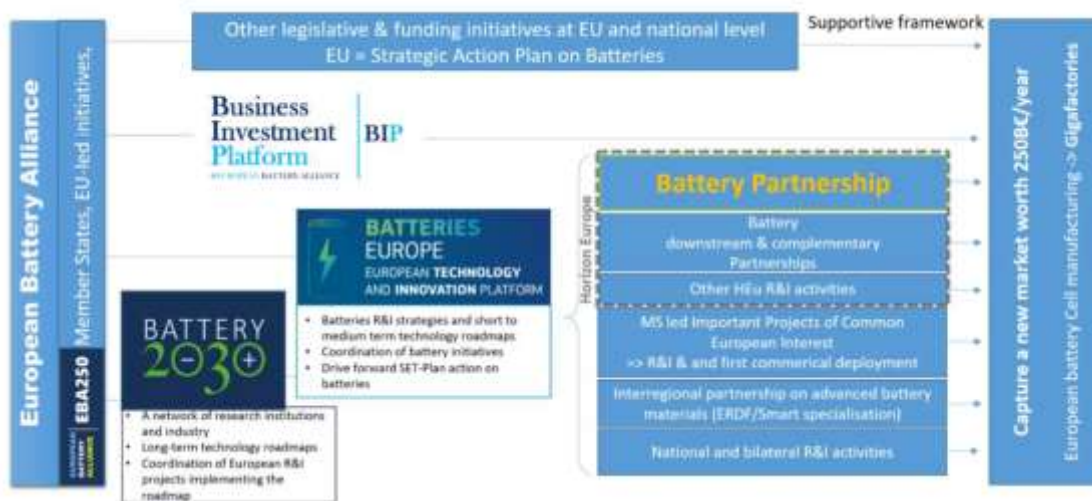 European Battery Alliance
EUROPEAN BATTERY ALLIANCE
EBA250
Member States, EU-led initiatives,
Other legislative & funding initiatives at EU and national level
EU = Strategic Action Plan on Batteries
Supportive framework
Business
Investment
Platform
BIP
EUROPEAN BATTERY ALLIANCE
BATTERIES
EUROPE
EUROPEAN TECHNOLOGY
AND INNOVATION PLATFORM
• Batteries R&I strategies and short to
medium term technology roadmaps
• Coordination of battery initiatives
• Drive forward SET-Plan action on
batteries
BATTERY
2030+
• A network of research institutions
and industry
• Long-term technology roadmaps
• Coordination of European R&I
projects implementing the
roadmap
Horizon Europe
Battery Partnership
Battery
downstream & complementary
Partnerships
Other HEu R&I activities
MS led Important Projects of Common
European Interest
=> R&I & and first commerical deployment
Interregional partnership on advanced battery
materials (ERDF/Smart specialisation)
National and bilateral R&I activities
Capture a new market worth 250B€/year
European battery Cell manufacturing -> Gigafactories